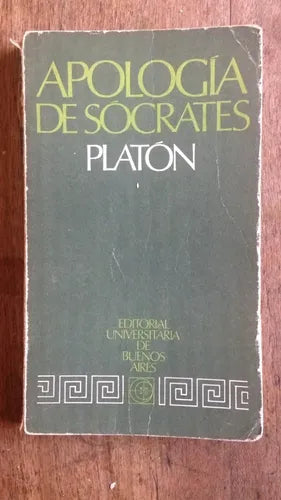 APOLOGÍA
DE SÓCRATES
PLATÓN
EDITORIAL
UNIVERSITARIA
DE
BUENOS
AIRES